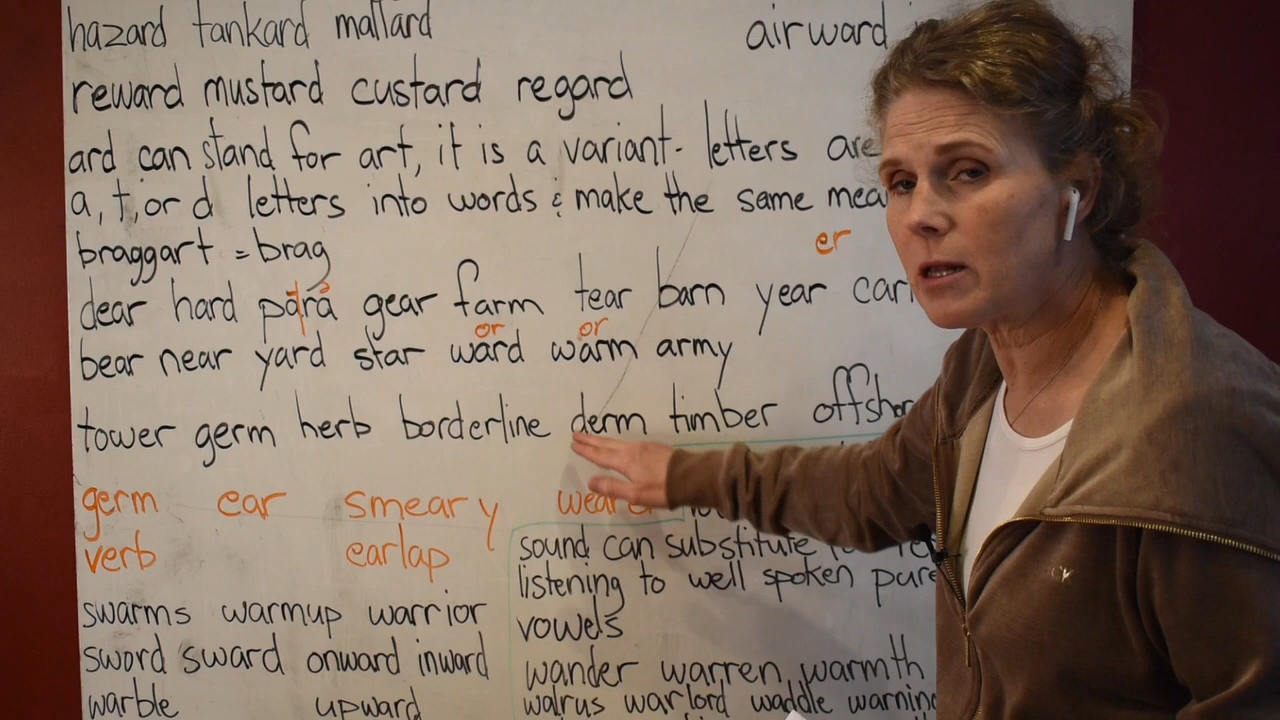 hazard tankard mallard airward
reward mustard custard regard
ard can stand for art, it is a variant. letters are
a, t, or d letters into words & make the same
braggart = brag
er
dear hard para gear farm tear barn year
or or
bear near yard star ward warm army
tower germ herb borderline derm timber
germ ear smeary
verb earlap
sound can substitute
listening to well spoken pure
vowels
swarms warmup warrior
sword sward onward inward
wander warren warmth
warble upward
walrus warlord waddle warning